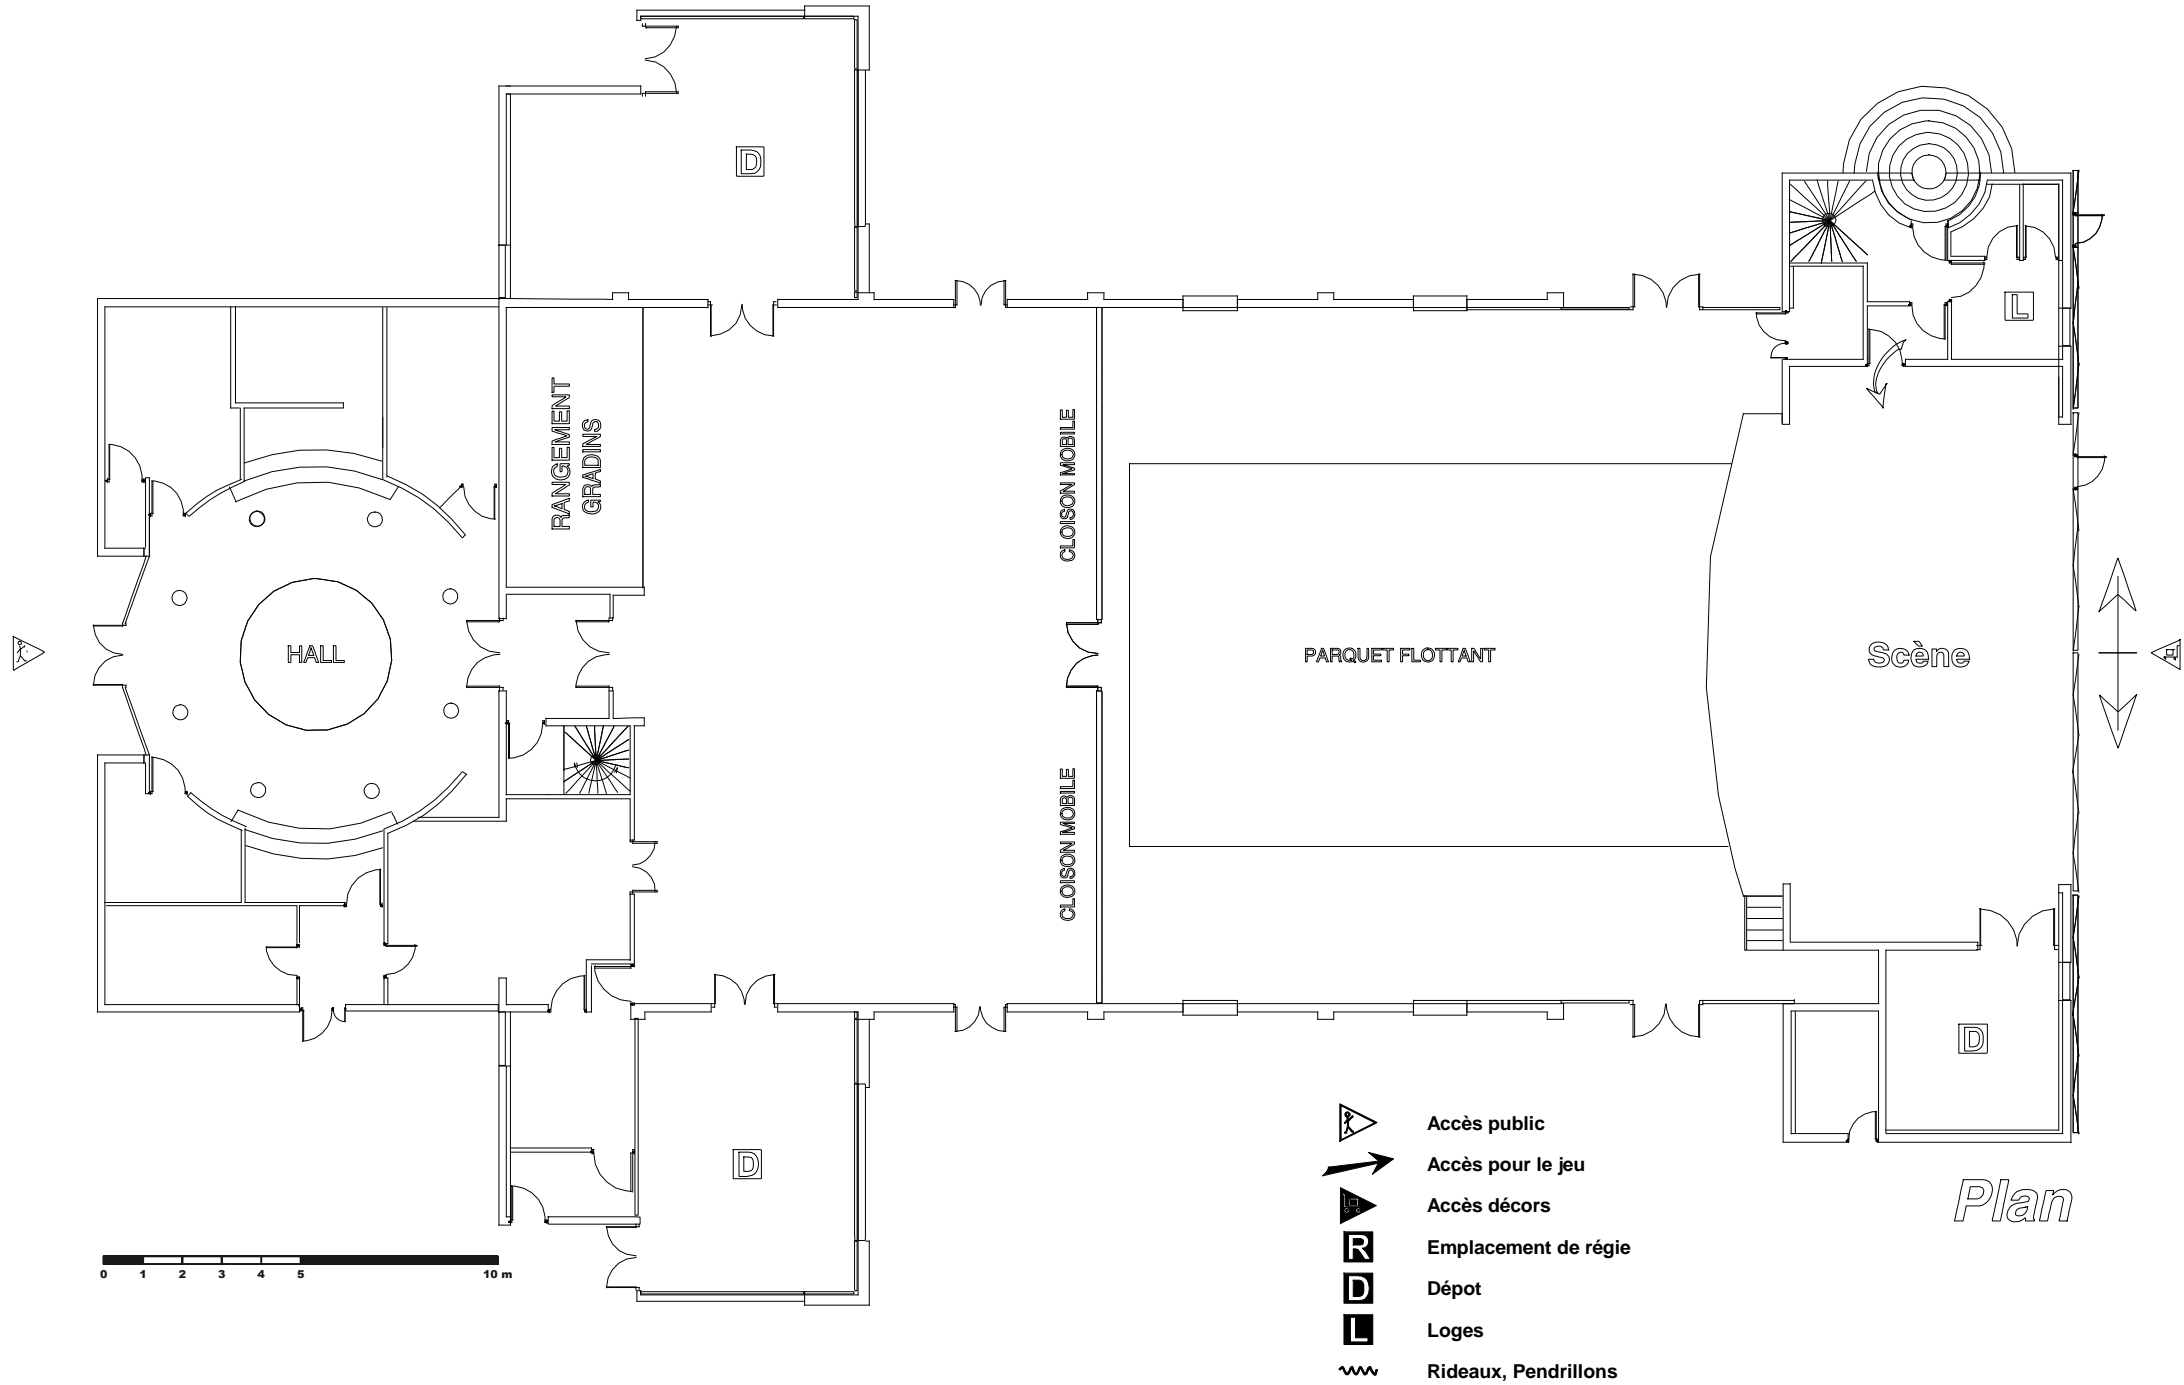 D
L
RANGEMENT
GRADINS
CLOISON MOBILE
HALL
PARQUET FLOTTANT
Scène
CLOISON MOBILE
D
D
Accès public
Accès pour le jeu
Accès décors
R Emplacement de régie
D Dépot
L Loges
Rideaux, Pendrillons
Plan
0 1 2 3 4 5 10 m